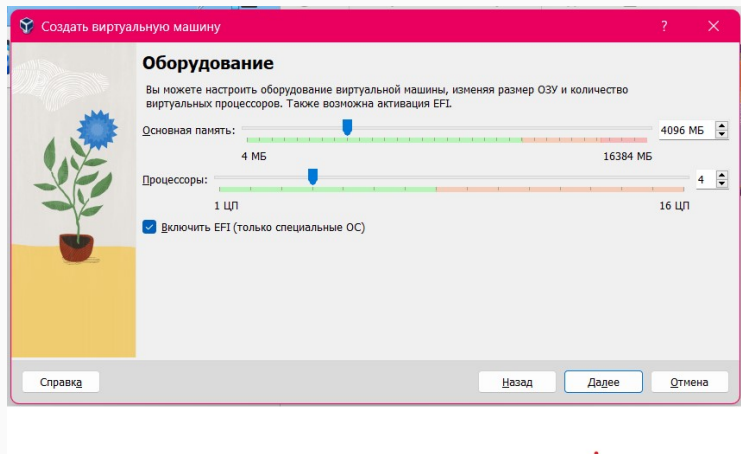 Создать виртуальную машину
Оборудование
Вы можете настроить оборудование виртуальной машины, изменяя размер ОЗУ и количество
виртуальных процессоров. Также возможна активация EFI.
Основная память:
4096 МБ
4 МБ
16384 МБ
Процессоры:
4
1 ЦП
16 ЦП
Включить EFI (только специальные ОС)
Справка
Назад
Далее
Отмена